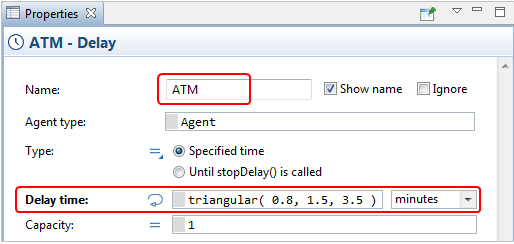 Properties
ATM - Delay
Name: ATM Show name Ignore
Agent type: Agent
Type: Specified time
Until stopDelay() is called
Delay time: triangular( 0.8, 1.5, 3.5 ) minutes
Capacity: 1